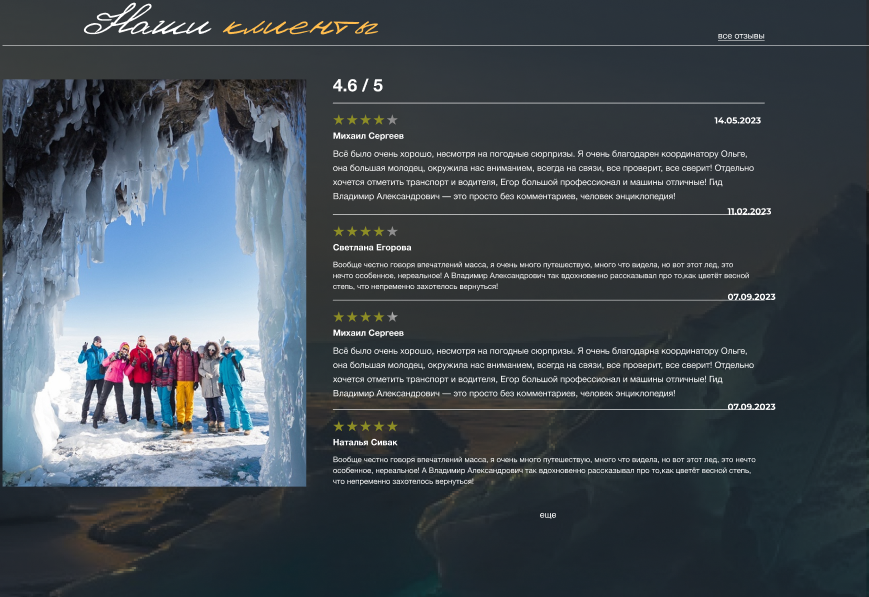 Наши клиенты
все отзывы
4.6 / 5
14.05.2023
Михаил Сергеев
Всё было очень хорошо, несмотря на погодные сюрпризы. Я очень благодарен координатору Ольге,
она большая молодец, окружила нас вниманием, всегда на связи, все проверит, все сверит! Отдельно
хочется отметить транспорт и водителя, Егор большой профессионал и машины отличные! Гид
Владимир Александрович — это просто без комментариев, человек энциклопедия!
11.02.2023
Светлана Егорова
Вообще честно говоря впечатлений масса, я очень много путешествую, много что видела, но вот этот лед, это
нечто особенное, нереальное! А Владимир Александрович так вдохновенно рассказывал про то,как цветёт весной
степь, что непременно захотелось вернуться!
07.09.2023
Михаил Сергеев
Всё было очень хорошо, несмотря на погодные сюрпризы. Я очень благодарна координатору Ольге,
она большая молодец, окружила нас вниманием, всегда на связи, все проверит, все сверит! Отдельно
хочется отметить транспорт и водителя, Егор большой профессионал и машины отличные! Гид
Владимир Александрович — это просто без комментариев, человек энциклопедия!
07.09.2023
Наталья Сивак
Вообще честно говоря впечатлений масса, я очень много путешествую, много что видела, но вот этот лед, это нечто
особенное, нереальное! А Владимир Александрович так вдохновенно рассказывал про то,как цветёт весной степь,
что непременно захотелось вернуться!
еще